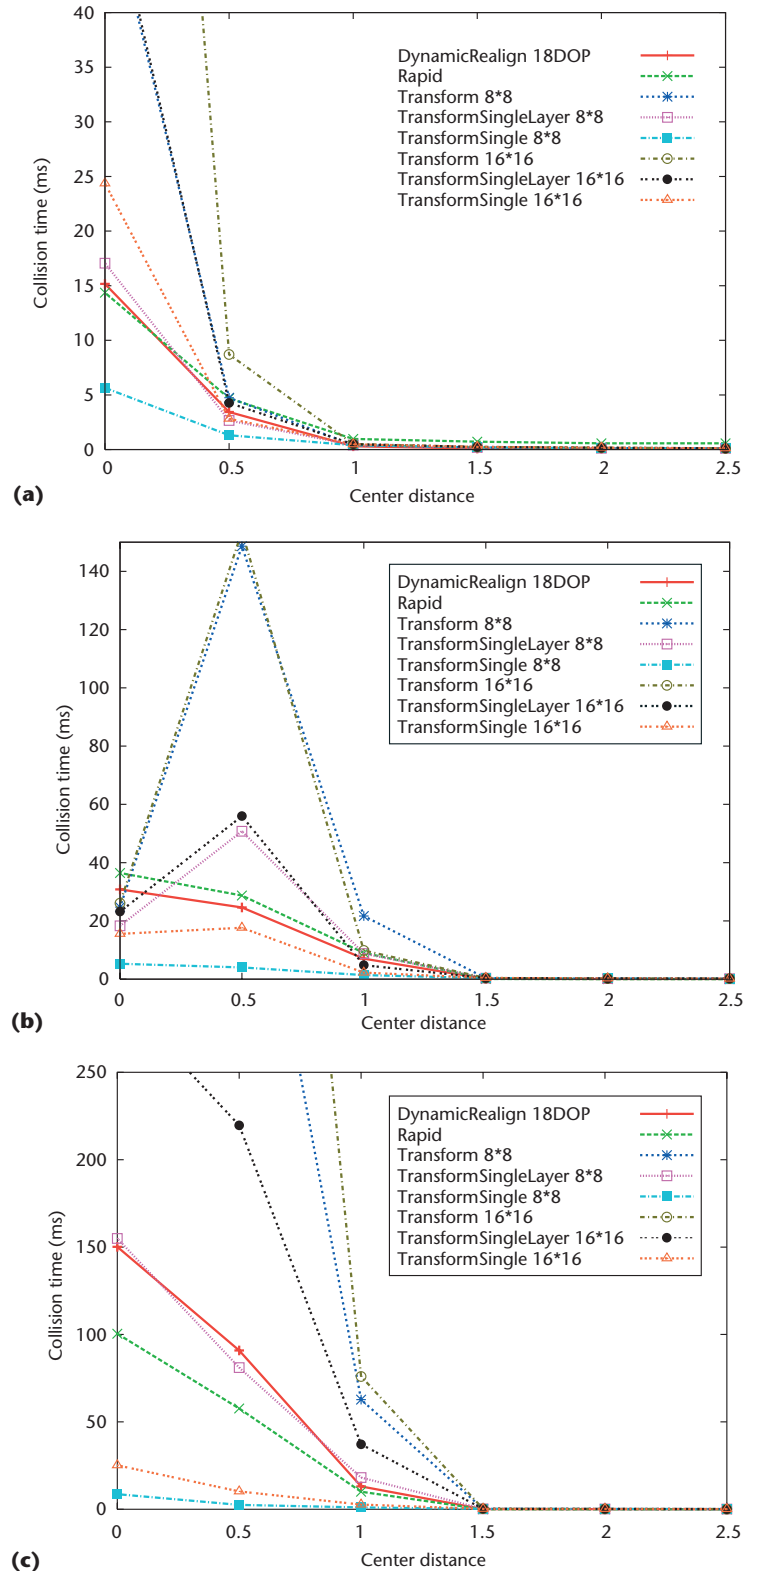 40
35
30
25
20
15
10
5
0
Collision time (ms)
DynamicRealign 18DOP
Rapid
Transform 8*8
TransformSingleLayer 8*8
TransformSingle 8*8
Transform 16*16
TransformSingleLayer 16*16
TransformSingle 16*16
0 0.5 1 1.5 2 2.5
Center distance
(a)
140
120
100
80
60
40
20
0
Collision time (ms)
DynamicRealign 18DOP
Rapid
Transform 8*8
TransformSingleLayer 8*8
TransformSingle 8*8
Transform 16*16
TransformSingleLayer 16*16
TransformSingle 16*16
0 0.5 1 1.5 2 2.5
Center distance
(b)
250
200
150
100
50
0
Collision time (ms)
DynamicRealign 18DOP
Rapid
Transform 8*8
TransformSingleLayer 8*8
TransformSingle 8*8
Transform 16*16
TransformSingleLayer 16*16
TransformSingle 16*16
0 0.5 1 1.5 2 2.5
Center distance
(c)